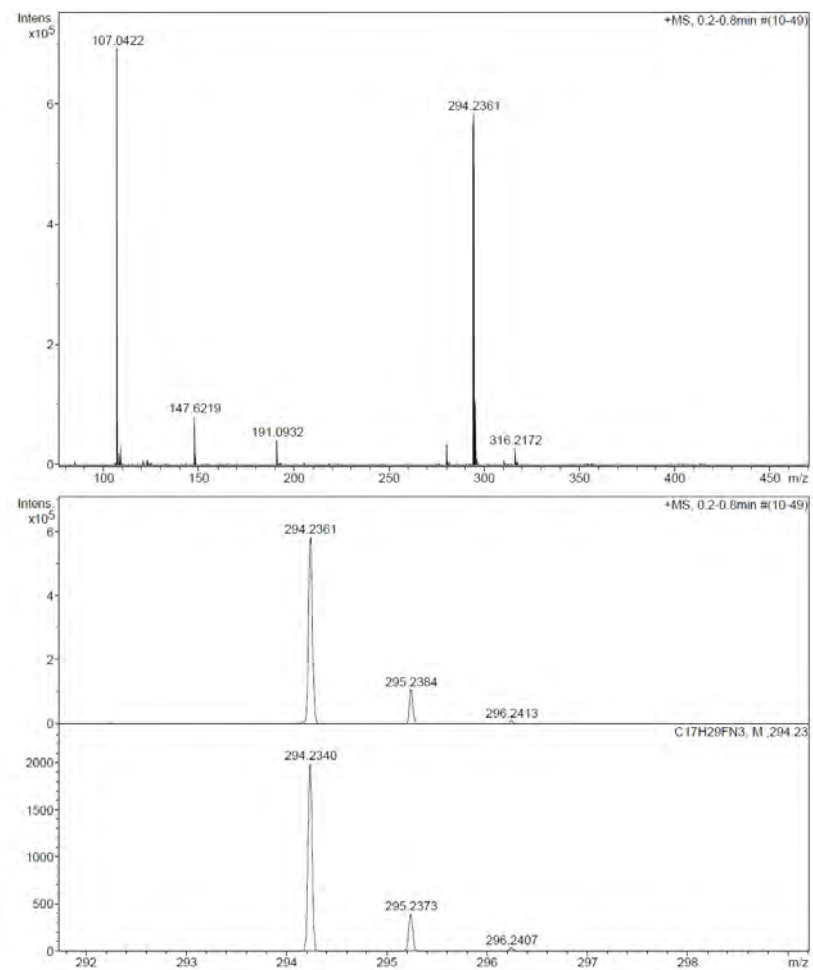 Intens.
x10^5
+MS, 0.2-0.8min #(10-49)
107.0422
6
294.2361
4
2
147.6219
191.0932
316.2172
0
100 150 200 250 300 350 400 450 m/z
Intens.
x10^5
+MS, 0.2-0.8min #(10-49)
294.2361
6
4
2
295.2384
296.2413
0
C17H29FN3, M ,294.23
294.2340
2000
1500
1000
500
295.2373
296.2407
0
292 293 294 295 296 297 298 m/z